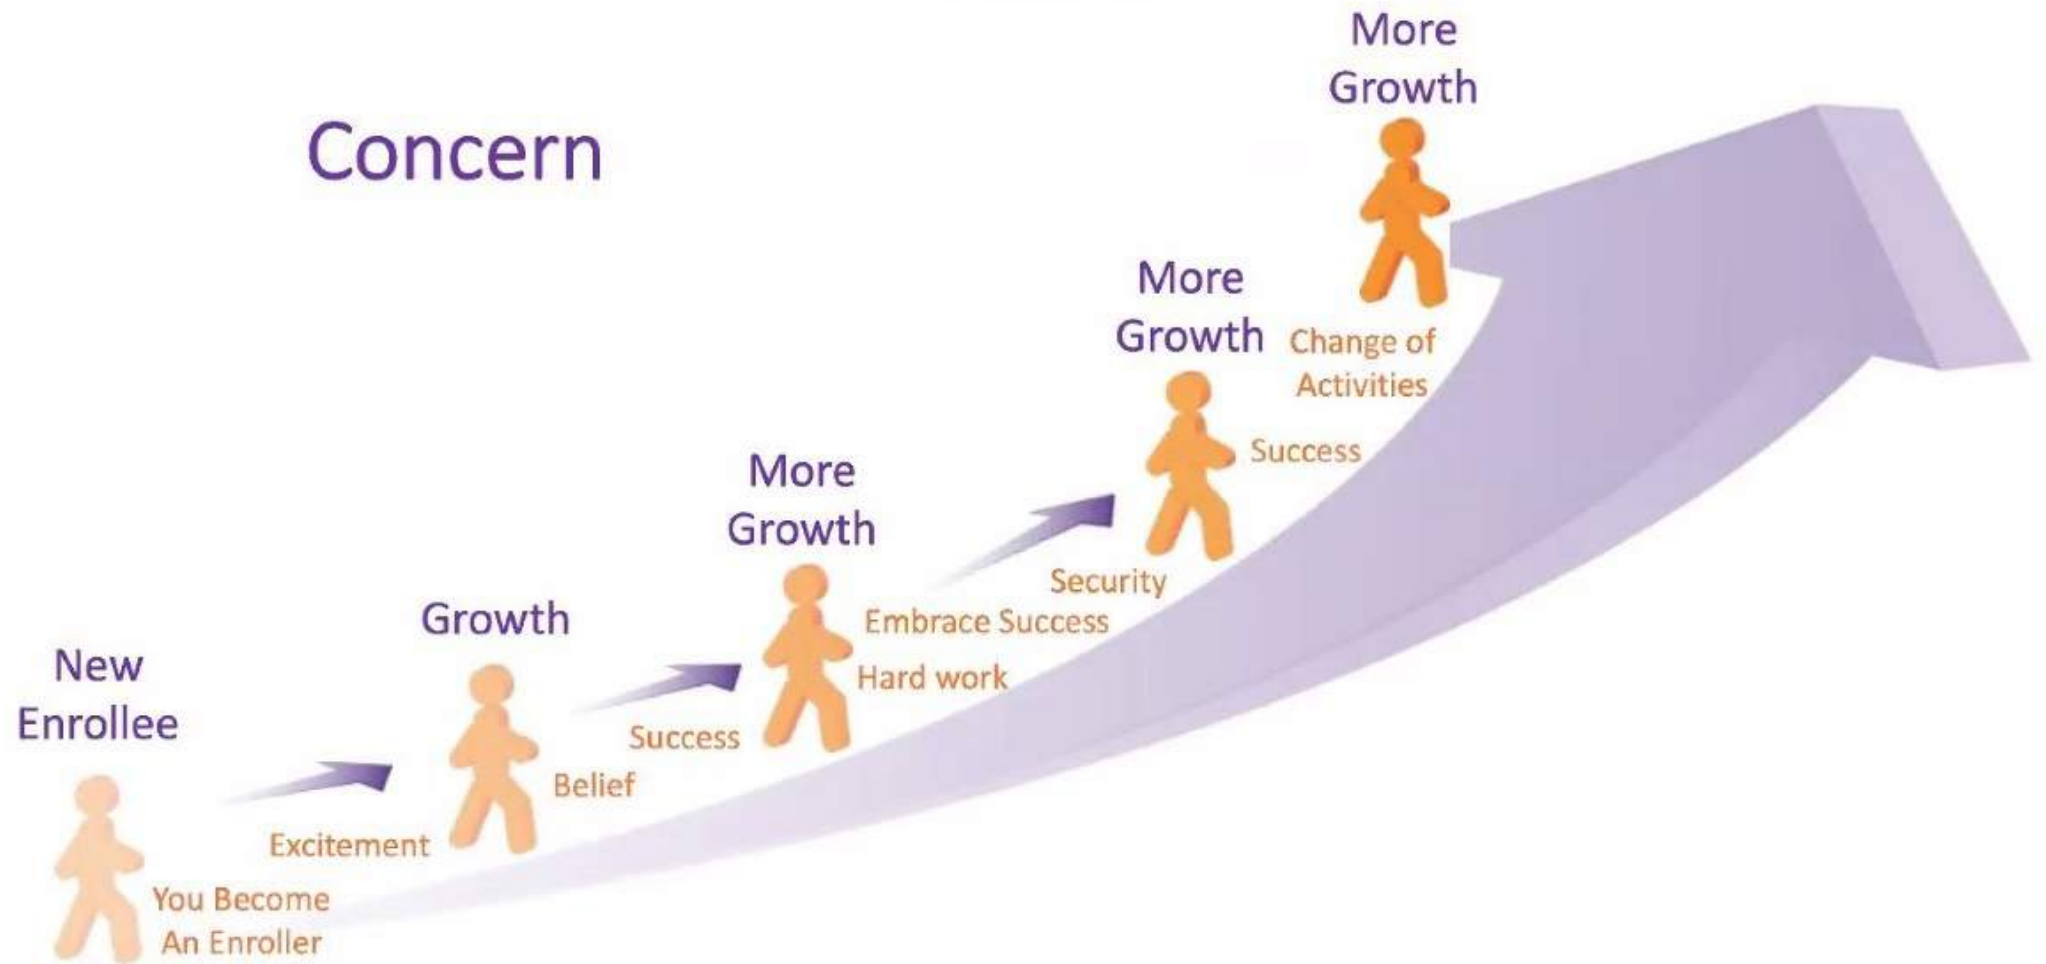 Concern
New
Enrollee
You Become
An Enroller
Excitement
Growth
Belief
Success
More
Growth
Hard work
Embrace Success
Security
More
Growth
Success
Change of
Activities
More
Growth